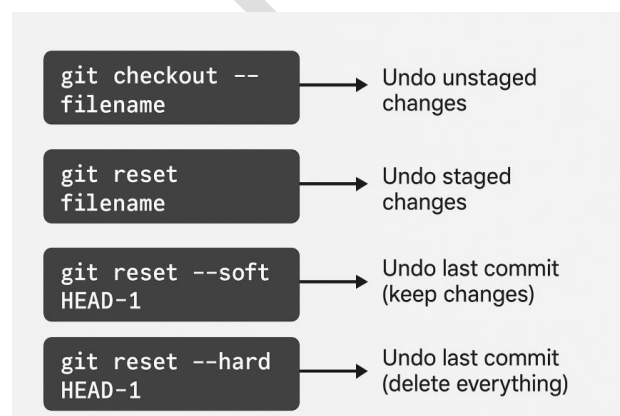 git checkout --
filename
Undo unstaged
changes
git reset
filename
Undo staged
changes
git reset --soft
HEAD-1
Undo last commit
(keep changes)
git reset --hard
HEAD-1
Undo last commit
(delete everything)